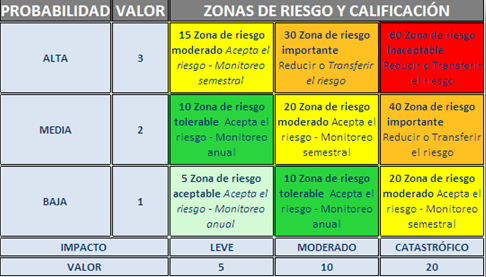 PROBABILIDAD VALOR ZONAS DE RIESGO Y CALIFICACIÓN
ALTA 3
15 Zona de riesgo
moderado Acepta el
riesgo - Monitoreo
semestral
30 Zona de riesgo
importante
Reducir o Transferir
el riesgo
60 Zona de riesgo
inaceptable
Reducir o Transferir
el riesgo
MEDIA 2
10 Zona de riesgo
tolerable Acepta el
riesgo - Monitoreo
anual
20 Zona de riesgo
moderado Acepta el
riesgo - Monitoreo
semestral
40 Zona de riesgo
importante
Reducir o Transferir
el riesgo
BAJA 1
5 Zona de riesgo
aceptable Acepta el
riesgo - Monitoreo
anual
10 Zona de riesgo
tolerable Acepta el
riesgo - Monitoreo
anual
20 Zona de riesgo
moderado Acepta el
riesgo - Monitoreo
semestral
IMPACTO LEVE MODERADO CATASTRÓFICO
VALOR 5 10 20